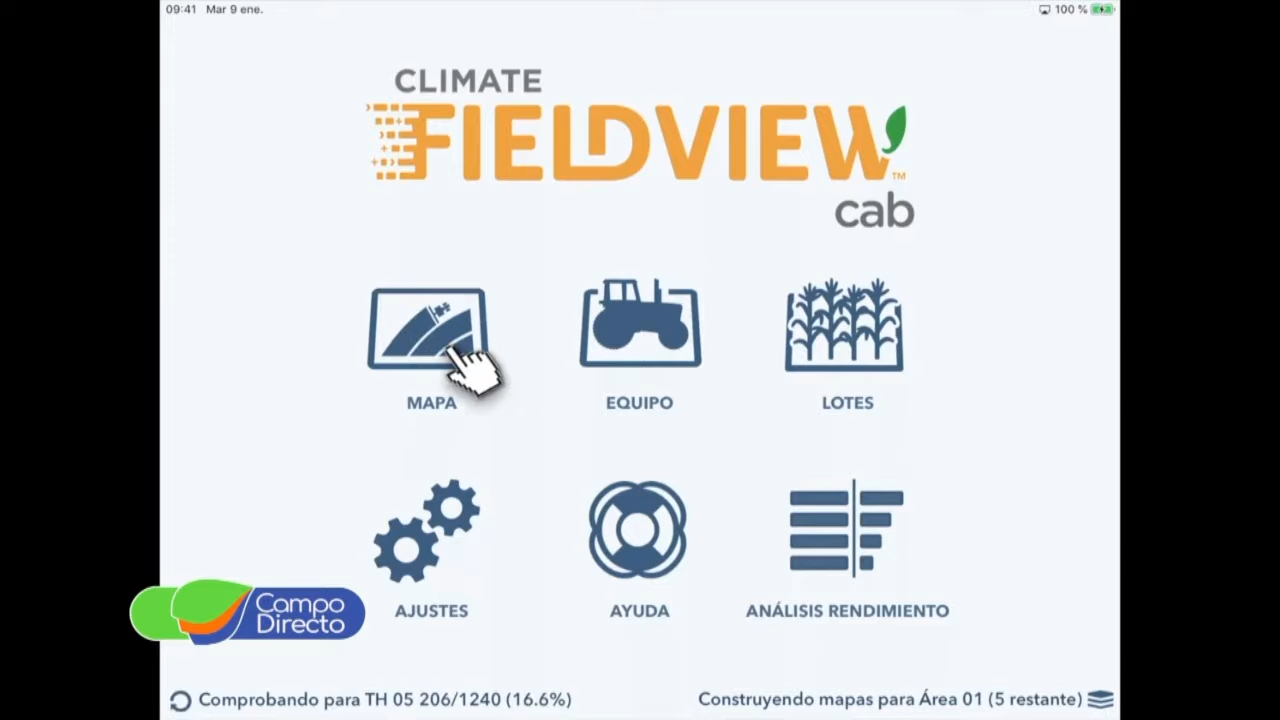 09:41 Mar 9 ene.
100 %
CLIMATE
FIELDVIEW™
cab
MAPA
EQUIPO
LOTES
AJUSTES
AYUDA
ANÁLISIS RENDIMIENTO
Campo
Directo
Comprobando para TH 05 206/1240 (16.6%)
Construyendo mapas para Área 01 (5 restante)